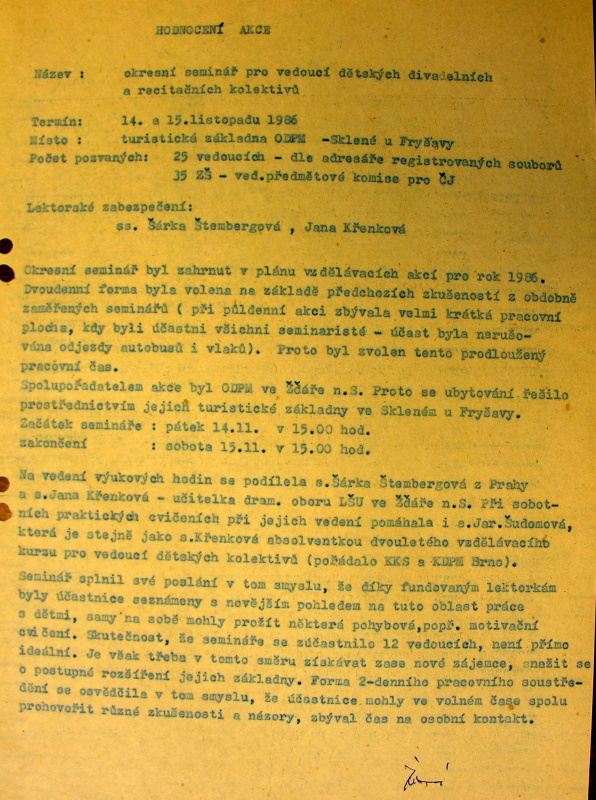 HODNOCENÍ AKCE
Název : okresní seminář pro vedoucí dětských divadelních
a recitačních kolektivů
Termín: 14. a 15.listopadu 1986
Místo : turistická základna ODPM -Sklené u Fryšavy
Počet pozvaných: 25 vedoucích - dle adresáře registrovaných souborů
35 ZŠ - ved.předmětové komise pro ČJ
Lektorské zabezpečení:
ss. Šárka Štembergová , Jana Křenková
Okresní seminář byl zahrnut v plánu vzdělávacích akcí pro rok 1986.
Dvoudenní forma byla volena na základě předchozích zkušeností z obdobně
zaměřených seminářů ( při půldenní akci zbývala velmi krátká pracovní
plocha, kdy byli účastni všichni seminaristé - účast byla narušo-
vána odjezdy autobusů i vlaků). Proto byl zvolen tento prodloužený
pracovní čas.
Spolupořadatelem akce byl ODPM ve Žďáře n.S. Proto se ubytování řešilo
prostřednictvím jejich turistické základny ve Skleném u Fryšavy.
Začátek semináře : pátek 14.11. v 15.00 hod.
zakončení : sobota 15.11. v 15.00 hod.
Na vedení výukových hodin se podílela s.Šárka Štembergová z Prahy
a s.Jana Křenková - učitelka dram. oboru LŠU ve Žďáře n.S. Při sobot-
ních praktických cvičeních při jejich vedení pomáhala i s.Jar.Šudomová,
která je stejně jako s.Křenková absolventkou dvouletého vzdělávacího
kurzu pro vedoucí dětských kolektivů (pořádalo KKS a KDPM Brno).
Seminář splnil své poslání v tom smyslu, že díky fundovaným lektorkám
byly účastnice seznámeny s novějším pohledem na tuto oblast práce
s dětmi, samy na sobě mohly prožít některá pohybová,popř. motivační
cvičení. Skutečnost, že semináře se zúčastnilo 12 vedoucích, není přímo
ideální. Je však třeba v tomto směru získávat zase nové zájemce, snažit se
o postupné rozšíření jejich základny. Forma 2-denního pracovního soustře-
dění se osvědčila v tom smyslu, že účastnice mohly ve volném čase spolu
prohovořit různé zkušenosti a názory, zbýval čas na osobní kontakt.